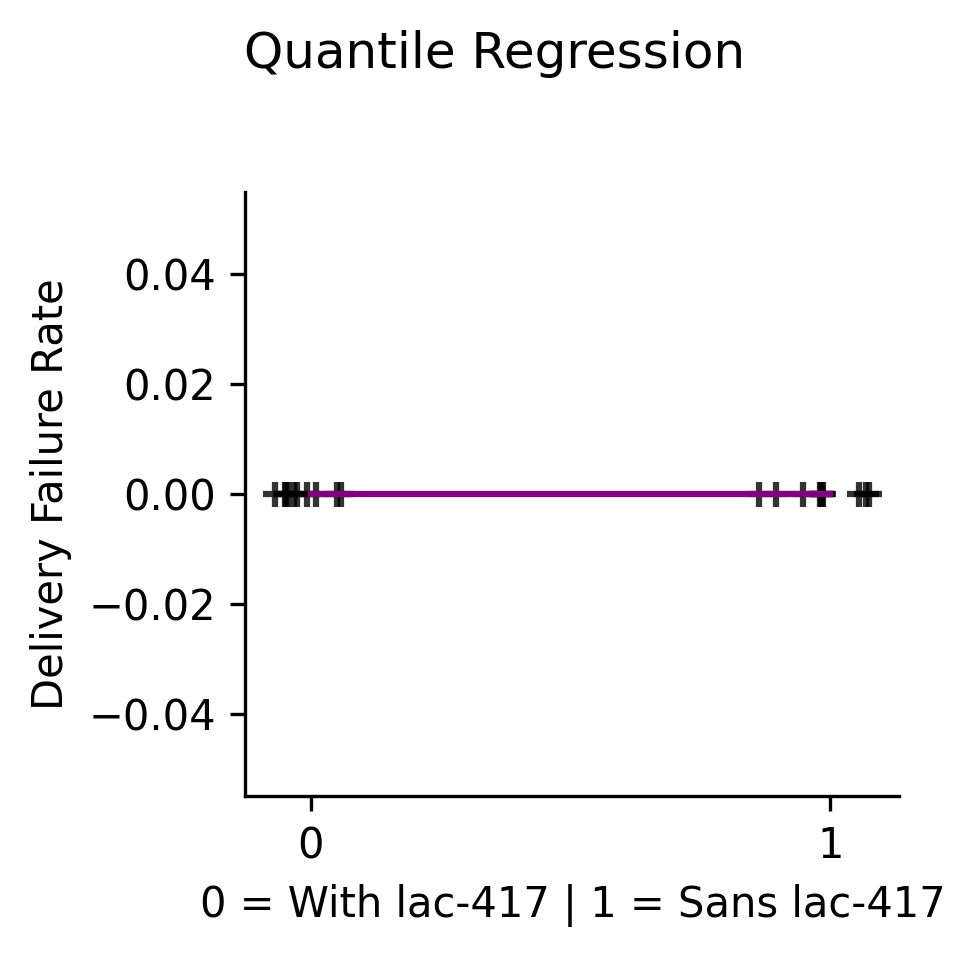 Quantile Regression
Delivery Failure Rate
0.04
0.02
0.00
−0.02
−0.04
0
1
0 = With lac-417 | 1 = Sans lac-417